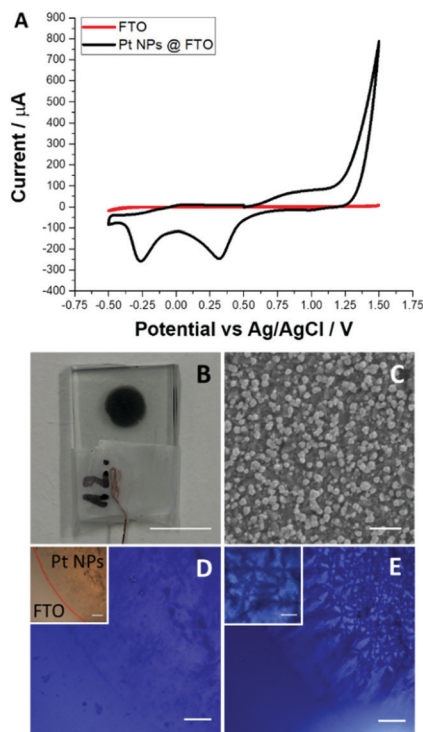 A
FTO
Pt NPs @ FTO
Current / µA
900
800
700
600
500
400
300
200
100
0
-100
-200
-300
-400
-0.75 -0.50 -0.25 0.00 0.25 0.50 0.75 1.00 1.25 1.50 1.75
Potential vs Ag/AgCl / V
B
C
Pt NPs
FTO
D
E